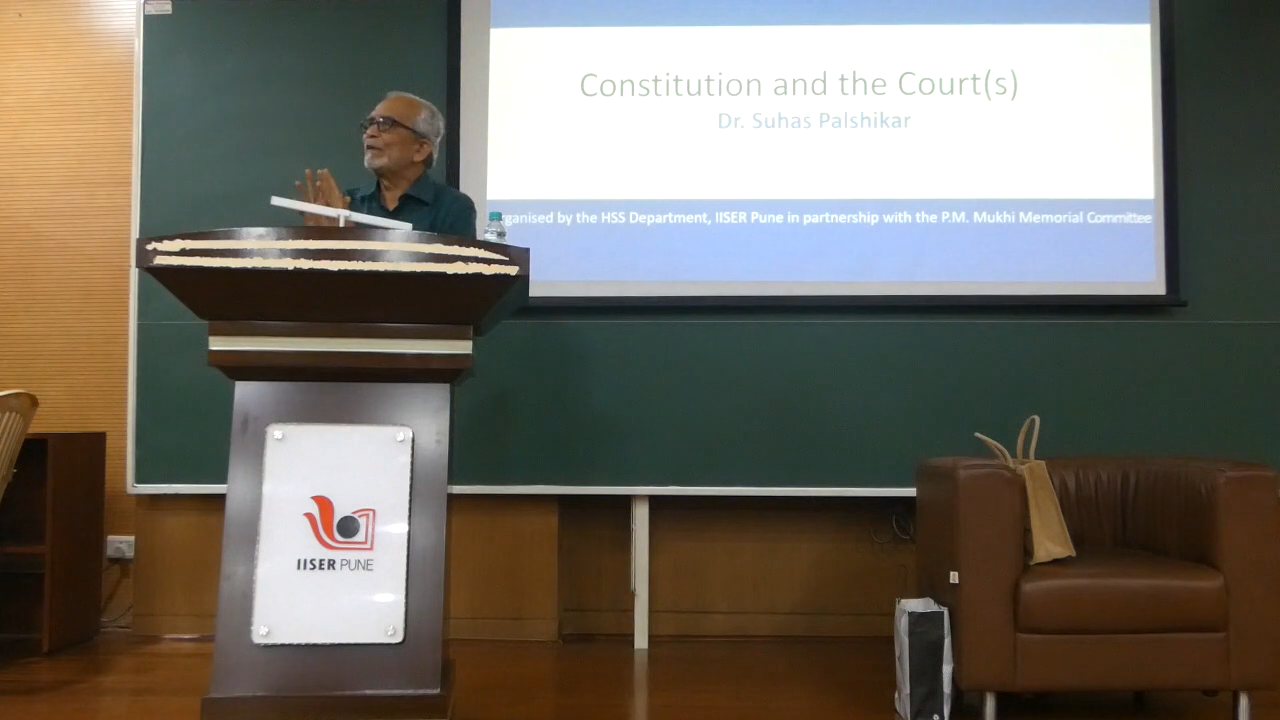 Constitution and the Court(s)
Dr. Suhas Palshikar
rganised by the HSS Department, IISER Pune in partnership with the P.M. Mukhi Memorial Committee
IISER PUNE